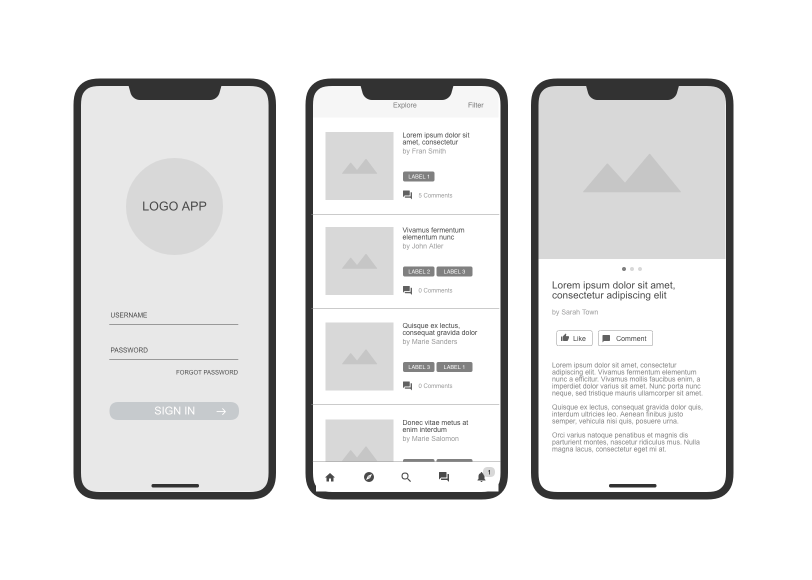 LOGO APP
USERNAME
PASSWORD
FORGOT PASSWORD
SIGN IN
Explore
Filter
Lorem ipsum dolor sit
amet, consectetur
by Fran Smith
LABEL 1
5 Comments
Vivamus fermentum
elementum nunc
by John Atler
LABEL 2 LABEL 3
0 Comments
Quisque ex lectus,
consequat gravida dolor
by Marie Sanders
LABEL 3 LABEL 1
0 Comments
Donec vitae metus at
enim interdum
by Marie Salomon
1
Lorem ipsum dolor sit amet,
consectetur adipiscing elit
by Sarah Town
Like
Comment
Lorem ipsum dolor sit amet, consectetur
adipiscing elit. Vivamus fermentum elementum
nunc a efficitur. Vivamus mollis faucibus enim, a
imperdiet dolor varius sit amet. Nunc porta nunc
neque, sed tristique mauris ullamcorper sit amet.
Quisque ex lectus, consequat gravida dolor quis,
interdum ultricies leo. Aenean finibus justo
semper, vehicula nisi quis, posuere urna.
Orci varius natoque penatibus et magnis dis
parturient montes, nascetur ridiculus mus. Nulla
magna lacus, consectetur eget mi at.